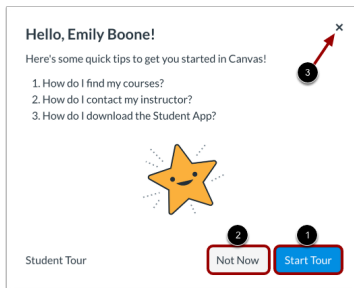 Hello, Emily Boone!
×
Here's some quick tips to get you started in Canvas!
3
1. How do I find my courses?
2. How do I contact my instructor?
3. How do I download the Student App?
2
1
Student Tour
Not Now
Start Tour